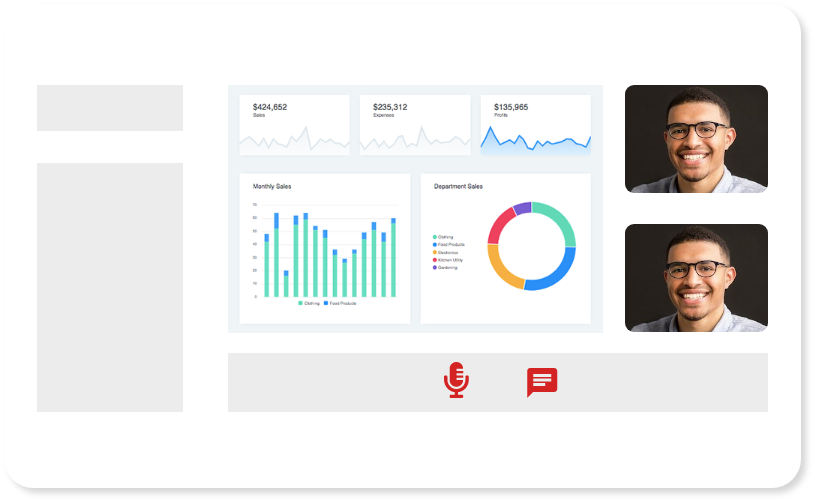 $424,652
Sales
$235,312
Expenses
$135,965
Profits
Monthly Sales
70
60
50
40
30
20
10
0
Clothing
Food Products
Department Sales
Clothing
Food Products
Electronics
Kitchen Utility
Gardening